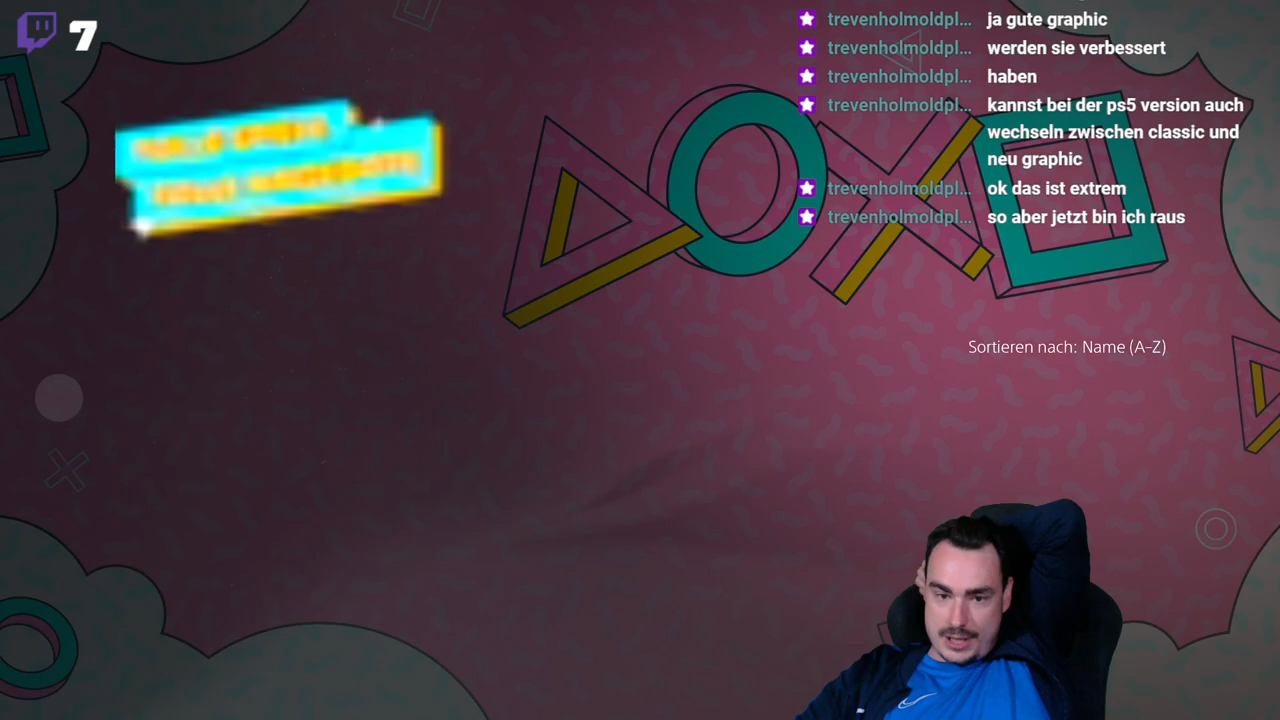 7
trevenholmoldpl... ja gute graphic
trevenholmoldpl... werden sie verbessert
trevenholmoldpl... haben
trevenholmoldpl... kannst bei der ps5 version auch
wechseln zwischen classic und
neu graphic
trevenholmoldpl... ok das ist extrem
trevenholmoldpl... so aber jetzt bin ich raus
Sortieren nach: Name (A–Z)